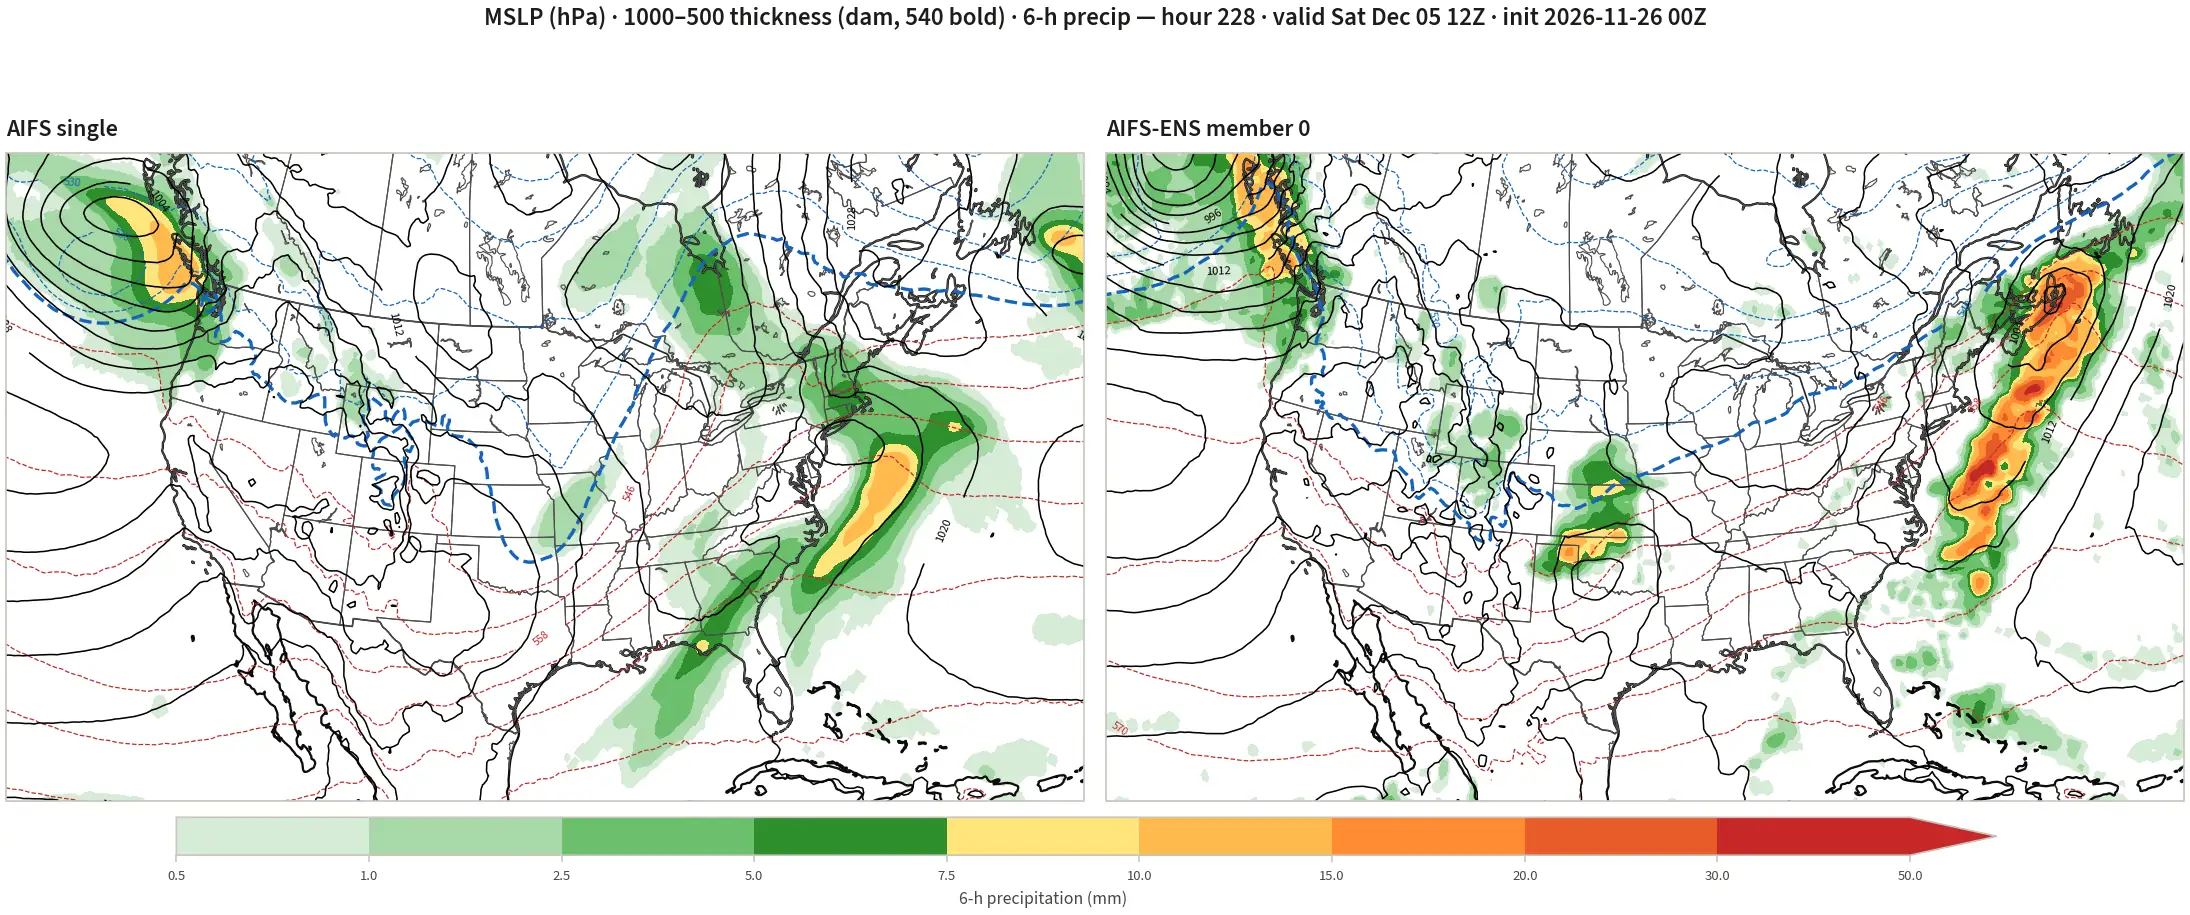 MSLP (hPa) · 1000–500 thickness (dam, 540 bold) · 6-h precip — hour 228 · valid Sat Dec 05 12Z · init 2026-11-26 00Z
AIFS single
AIFS-ENS member 0
530
1004
1028
1012
546
1020
558
996
1012
1020
1012
570
0.5 1.0 2.5 5.0 7.5 10.0 15.0 20.0 30.0 50.0
6-h precipitation (mm)